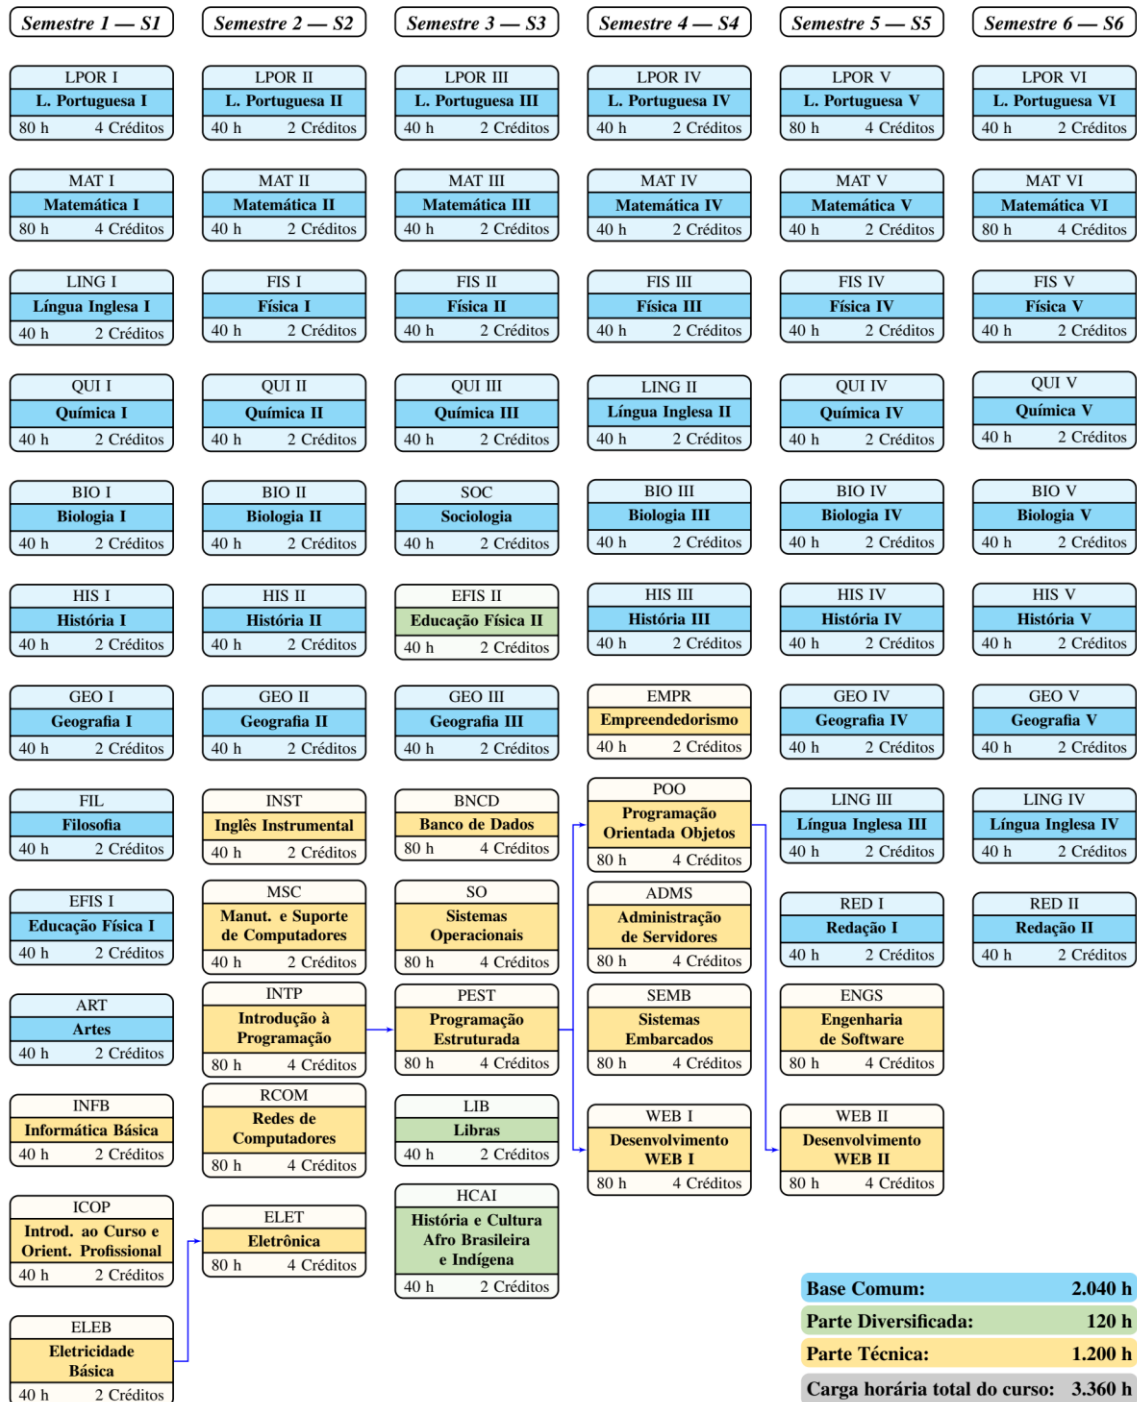 Semestre 1 — S1
Semestre 2 — S2
Semestre 3 — S3
Semestre 4 — S4
Semestre 5 — S5
Semestre 6 — S6
LPOR I
L. Portuguesa I
80 h 4 Créditos
LPOR II
L. Portuguesa II
40 h 2 Créditos
LPOR III
L. Portuguesa III
40 h 2 Créditos
LPOR IV
L. Portuguesa IV
40 h 2 Créditos
LPOR V
L. Portuguesa V
80 h 4 Créditos
LPOR VI
L. Portuguesa VI
40 h 2 Créditos
MAT I
Matemática I
80 h 4 Créditos
MAT II
Matemática II
40 h 2 Créditos
MAT III
Matemática III
40 h 2 Créditos
MAT IV
Matemática IV
40 h 2 Créditos
MAT V
Matemática V
40 h 2 Créditos
MAT VI
Matemática VI
80 h 4 Créditos
LING I
Língua Inglesa I
40 h 2 Créditos
FIS I
Física I
40 h 2 Créditos
FIS II
Física II
40 h 2 Créditos
FIS III
Física III
40 h 2 Créditos
FIS IV
Física IV
40 h 2 Créditos
FIS V
Física V
40 h 2 Créditos
QUI I
Química I
40 h 2 Créditos
QUI II
Química II
40 h 2 Créditos
QUI III
Química III
40 h 2 Créditos
LING II
Língua Inglesa II
40 h 2 Créditos
QUI IV
Química IV
40 h 2 Créditos
QUI V
Química V
40 h 2 Créditos
BIO I
Biologia I
40 h 2 Créditos
BIO II
Biologia II
40 h 2 Créditos
SOC
Sociologia
40 h 2 Créditos
BIO III
Biologia III
40 h 2 Créditos
BIO IV
Biologia IV
40 h 2 Créditos
BIO V
Biologia V
40 h 2 Créditos
HIS I
História I
40 h 2 Créditos
HIS II
História II
40 h 2 Créditos
EFIS II
Educação Física II
40 h 2 Créditos
HIS III
História III
40 h 2 Créditos
HIS IV
História IV
40 h 2 Créditos
HIS V
História V
40 h 2 Créditos
GEO I
Geografia I
40 h 2 Créditos
GEO II
Geografia II
40 h 2 Créditos
GEO III
Geografia III
40 h 2 Créditos
EMPR
Empreendedorismo
40 h 2 Créditos
GEO IV
Geografia IV
40 h 2 Créditos
GEO V
Geografia V
40 h 2 Créditos
FIL
Filosofia
40 h 2 Créditos
INST
Inglês Instrumental
40 h 2 Créditos
BNCD
Banco de Dados
80 h 4 Créditos
POO
Programação
Orientada Objetos
80 h 4 Créditos
LING III
Língua Inglesa III
40 h 2 Créditos
LING IV
Língua Inglesa IV
40 h 2 Créditos
EFIS I
Educação Física I
40 h 2 Créditos
MSC
Manut. e Suporte
de Computadores
40 h 2 Créditos
SO
Sistemas
Operacionais
80 h 4 Créditos
ADMS
Administração
de Servidores
80 h 4 Créditos
RED I
Redação I
40 h 2 Créditos
RED II
Redação II
40 h 2 Créditos
ART
Artes
40 h 2 Créditos
INTP
Introdução à
Programação
80 h 4 Créditos
PEST
Programação
Estruturada
80 h 4 Créditos
SEMB
Sistemas
Embarcados
80 h 4 Créditos
ENGS
Engenharia
de Software
80 h 4 Créditos
INFB
Informática Básica
40 h 2 Créditos
RCOM
Redes de
Computadores
80 h 4 Créditos
LIB
Libras
40 h 2 Créditos
WEB I
Desenvolvimento
WEB I
80 h 4 Créditos
WEB II
Desenvolvimento
WEB II
80 h 4 Créditos
ICOP
Introd. ao Curso e
Orient. Profissional
40 h 2 Créditos
ELET
Eletrônica
80 h 4 Créditos
HCAI
História e Cultura
Afro Brasileira
e Indígena
40 h 2 Créditos
ELEB
Eletricidade
Básica
40 h 2 Créditos
Base Comum: 2.040 h
Parte Diversificada: 120 h
Parte Técnica: 1.200 h
Carga horária total do curso: 3.360 h